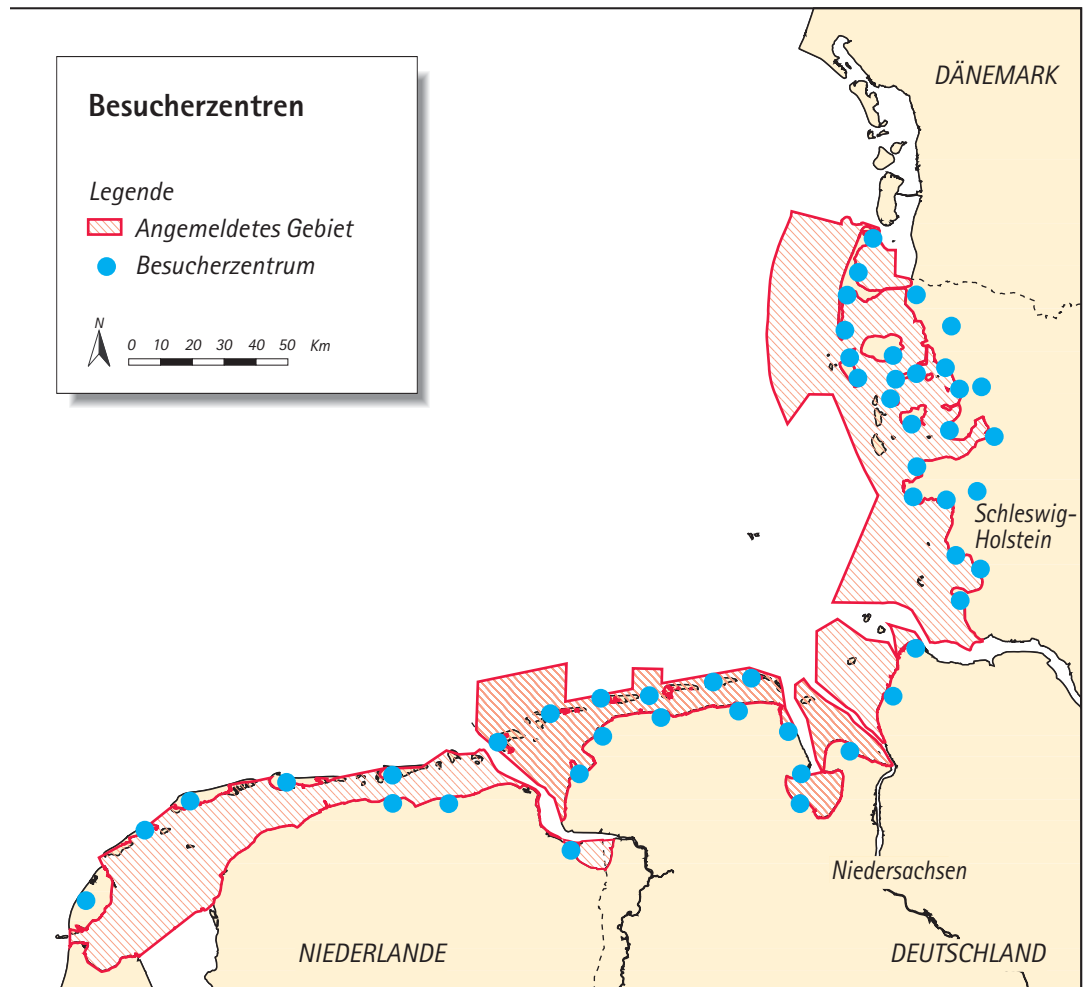 Besucherzentren
Legende
Angemeldetes Gebiet
Besucherzentrum
N
0 10 20 30 40 50 Km
DÄNEMARK
Schleswig-
Holstein
Niedersachsen
NIEDERLANDE
DEUTSCHLAND